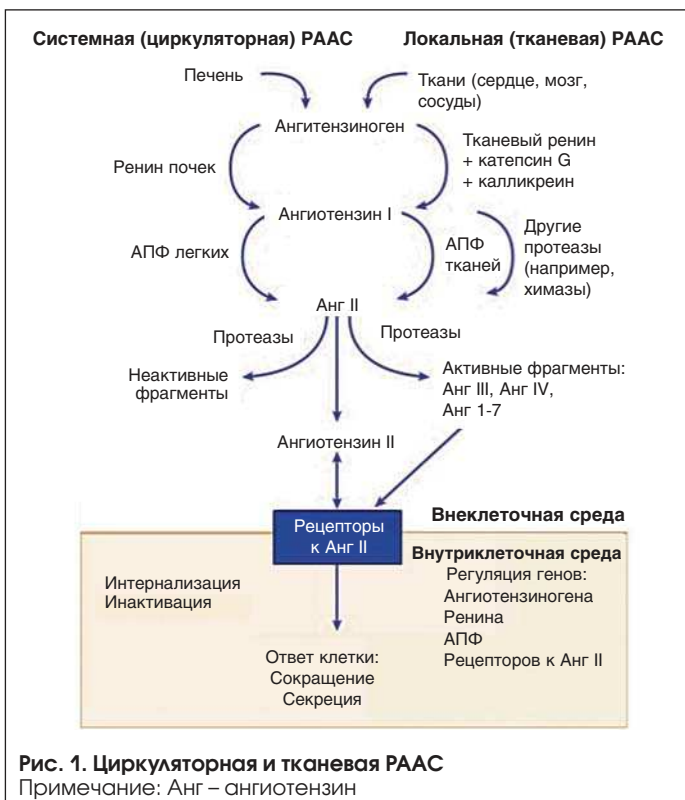 Системная (циркуляторная) РААС
Локальная (тканевая) РААС
Печень
Ткани (сердце, мозг,
сосуды)
Ангитензиноген
Ренин почек
Тканевый ренин
+ катепсин G
+ калликреин
Ангиотензин I
АПФ легких
АПФ
тканей
Другие
протеазы
(например,
химазы)
Анг II
Протеазы
Протеазы
Неактивные
фрагменты
Активные фрагменты:
Анг III, Анг IV,
Анг 1-7
Ангиотензин II
Рецепторы
к Анг II
Внеклеточная среда
Внутриклеточная среда
Интернализация
Инактивация
Регуляция генов:
Ангиотензиногена
Ренина
АПФ
Рецепторов к Анг II
Ответ клетки:
Сокращение
Секреция
Рис. 1. Циркуляторная и тканевая РААС
Примечание: Анг – ангиотензин